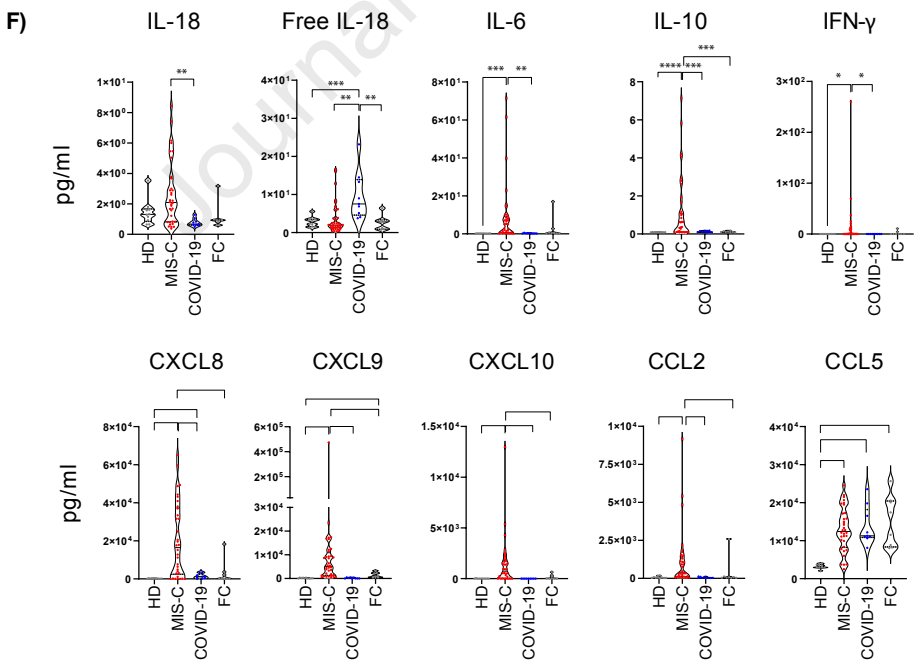 F)
IL-18
Free IL-18
IL-6
IL-10
IFN-γ
Journal
pg/ml
1×10¹
8×10⁰
6×10⁰
4×10⁰
2×10⁰
0
**
HD
MIS-C
COVID-19
FC
4×10¹
3×10¹
2×10¹
1×10¹
0
***
**
**
HD
MIS-C
COVID-19
FC
8×10¹
6×10¹
4×10¹
2×10¹
0
***
**
HD
MIS-C
COVID-19
FC
8
6
4
2
0
***
****
***
HD
MIS-C
COVID-19
FC
3×10²
2×10²
1×10²
0
*
*
HD
MIS-C
COVID-19
FC
CXCL8
CXCL9
CXCL10
CCL2
CCL5
pg/ml
8×10⁴
6×10⁴
4×10⁴
2×10⁴
0
HD
MIS-C
COVID-19
FC
6×10⁵
5×10⁵
4×10⁵
3×10⁵
2×10⁵
3×10⁴
2×10⁴
1×10⁴
0
HD
MIS-C
COVID-19
FC
1.5×10⁴
1×10⁴
5×10³
0
HD
MIS-C
COVID-19
FC
1×10⁴
8×10³
6×10³
4×10³
2×10³
0
HD
MIS-C
COVID-19
FC
4×10⁴
3×10⁴
2×10⁴
1×10⁴
0
HD
MIS-C
COVID-19
FC